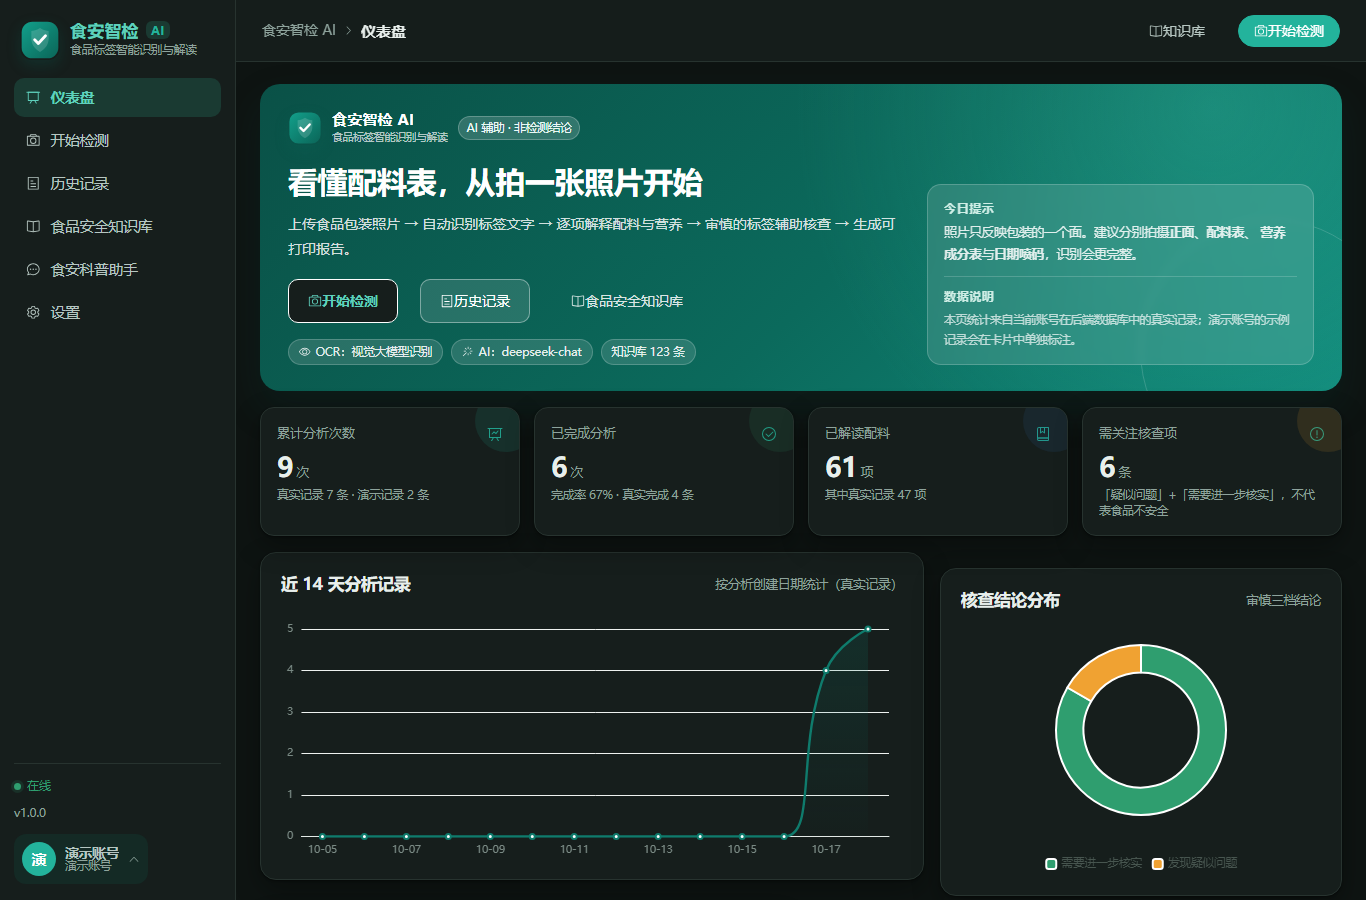 食安智检 AI
食品标签智能识别与解读
仪表盘
开始检测
历史记录
食品安全知识库
食安科普助手
设置
在线
v1.0.0
演
演示账号
演示账号
食安智检 AI > 仪表盘
知识库
开始检测
食安智检 AI
食品标签智能识别与解读
AI 辅助 · 非检测结论
看懂配料表，从拍一张照片开始
上传食品包装照片 → 自动识别标签文字 → 逐项解释配料与营养 → 审慎的标签辅助核查 → 生成可
打印报告。
开始检测
历史记录
食品安全知识库
OCR：视觉大模型识别
AI：deepseek-chat
知识库 123 条
今日提示
照片只反映包装的一个面。建议分别拍摄正面、配料表、营养
成分表与日期喷码，识别会更完整。
数据说明
本页统计来自当前账号在后端数据库中的真实记录；演示账号的示例
记录会在卡片中单独标注。
累计分析次数
9 次
真实记录 7 条 · 演示记录 2 条
已完成分析
6 次
完成率 67% · 真实完成 4 条
已解读配料
61 项
其中真实记录 47 项
需关注核查项
6 条
「疑似问题」+「需要进一步核实」，不代
表食品不安全
近 14 天分析记录
按分析创建日期统计（真实记录）
5
4
3
2
1
0
10-05
10-07
10-09
10-11
10-13
10-15
10-17
核查结论分布
审慎三档结论
需要进一步核实
发现疑似问题